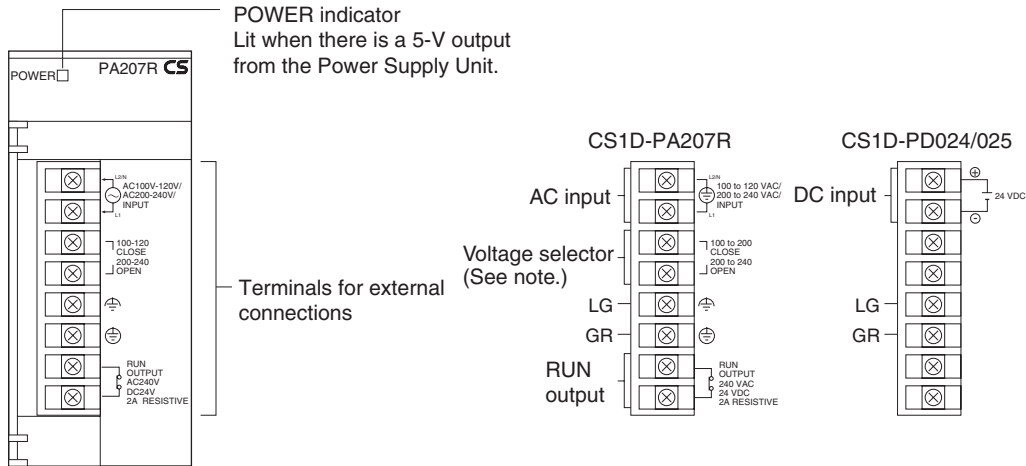 POWER indicator
Lit when there is a 5-V output
from the Power Supply Unit.
POWER
PA207R CS
L2/N
AC100V-120V/
AC200-240V/
INPUT
L1
100-120
CLOSE
200-240
OPEN
RUN
OUTPUT
AC240V
DC24V
2A RESISTIVE
Terminals for external
connections
CS1D-PA207R
AC input
L2/N
100 to 120 VAC/
200 to 240 VAC/
INPUT
L1
Voltage selector
(See note.)
100 to 200
CLOSE
200 to 240
OPEN
LG
GR
RUN
output
RUN
OUTPUT
240 VAC
24 VDC
2A RESISTIVE
CS1D-PD024/025
DC input
+
24 VDC
−
LG
GR